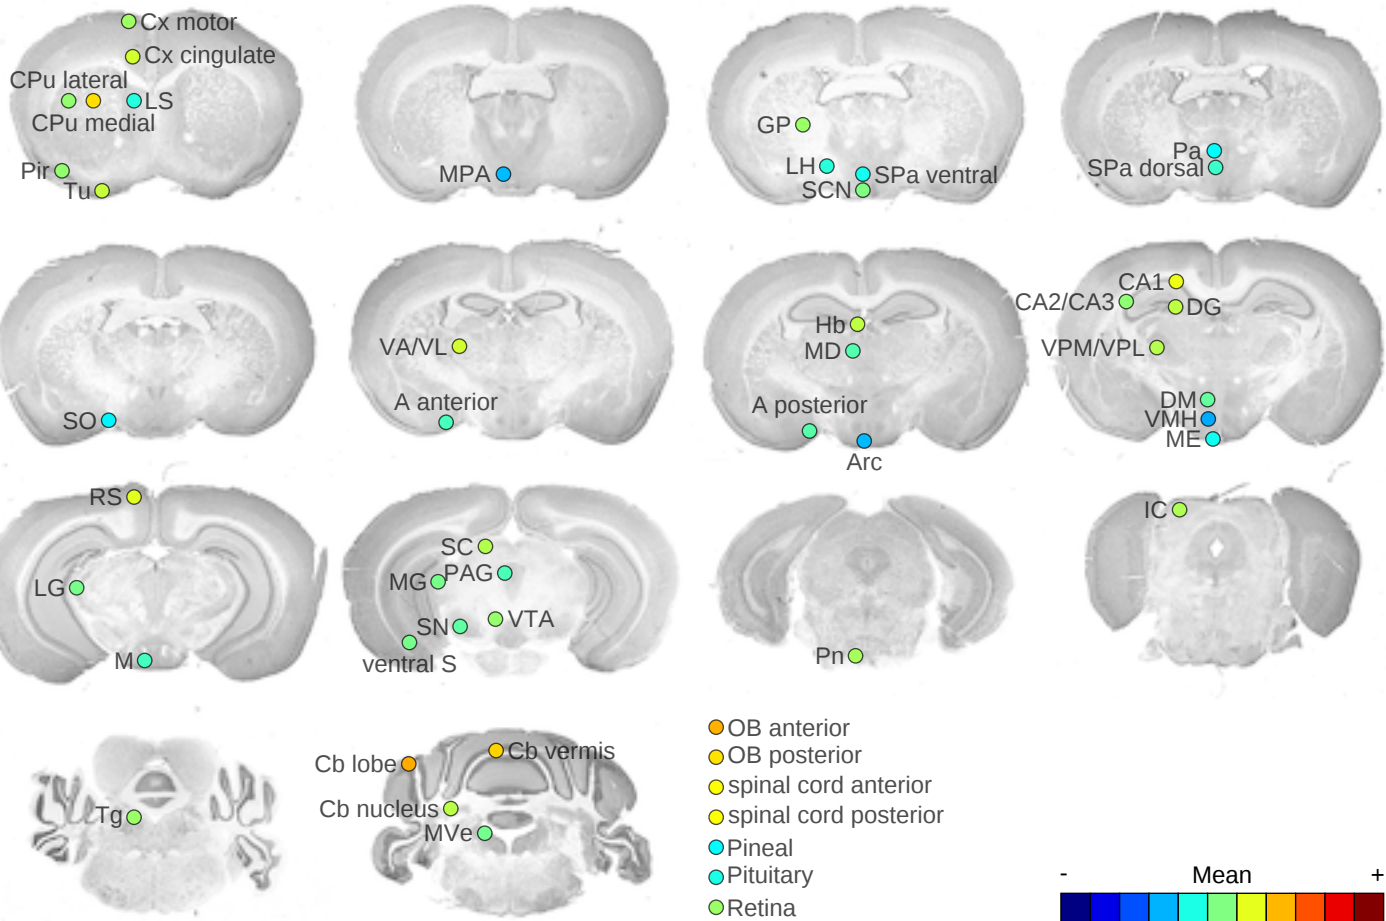 Cx motor
Cx cingulate
CPu lateral
LS
CPu medial
Pir
Tu
MPA
GP
LH
SPa ventral
SCN
Pa
SPa dorsal
SO
VA/VL
A anterior
Hb
MD
A posterior
Arc
CA1
CA2/CA3
DG
VPM/VPL
DM
VMH
ME
RS
LG
M
SC
MG
PAG
SN
VTA
ventral S
Pn
IC
Tg
Cb lobe
Cb vermis
Cb nucleus
MVe
OB anterior
OB posterior
spinal cord anterior
spinal cord posterior
Pineal
Pituitary
Retina
- Mean +